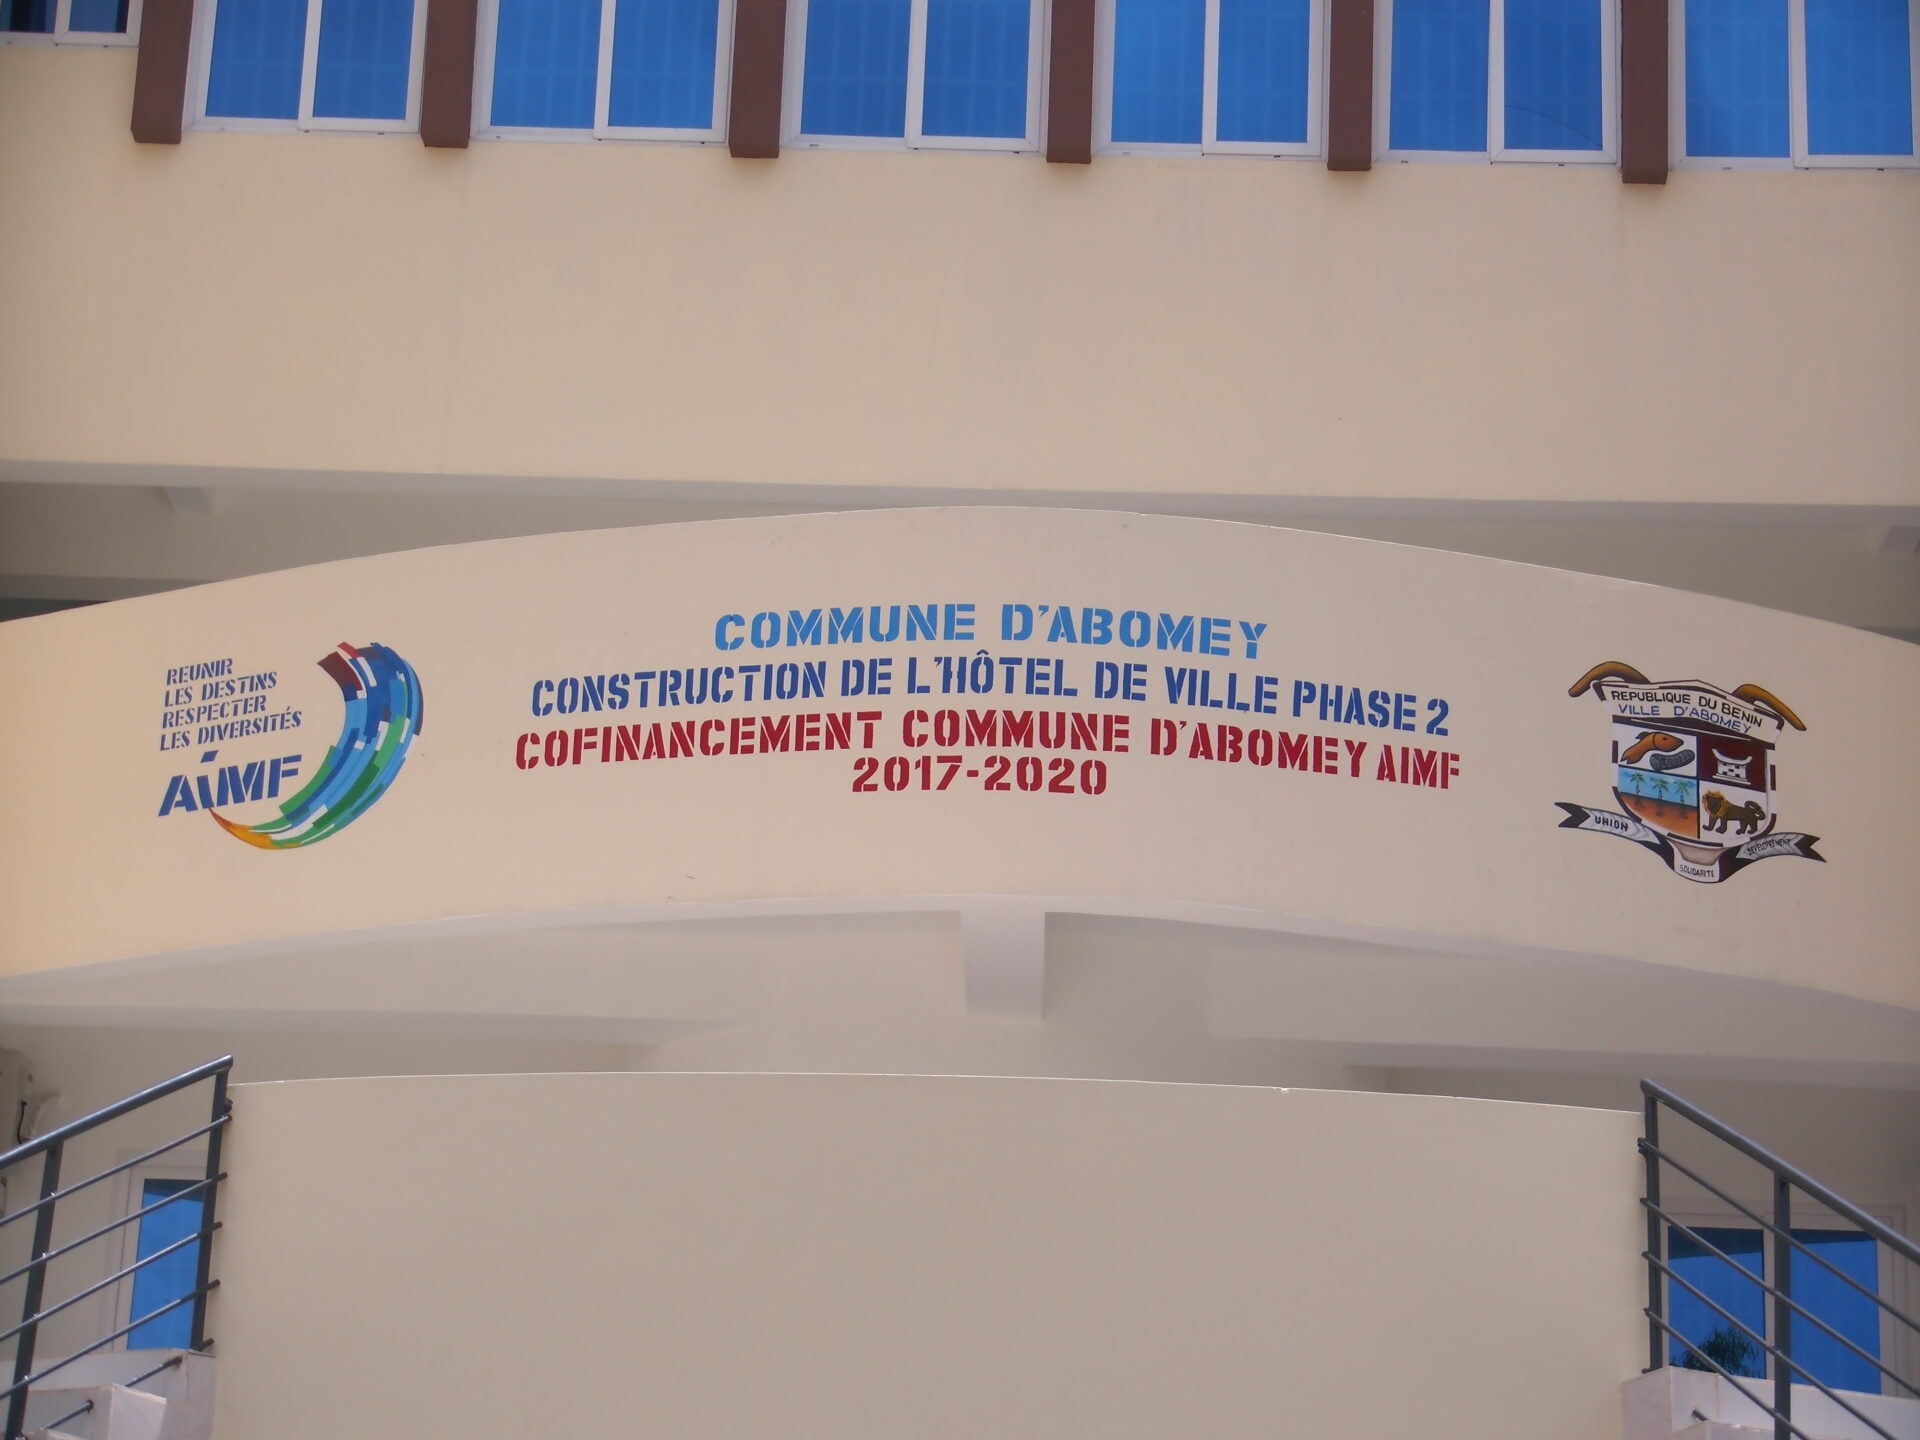 REUNIR
LES DESTINS
RESPECTER
LES DIVERSITÉS
AIMF
COMMUNE D'ABOMEY
CONSTRUCTION DE L'HÔTEL DE VILLE PHASE 2
COFINANCEMENT COMMUNE D'ABOMEY AIMF
2017-2020
REPUBLIQUE DU BENIN
VILLE D'ABOMEY
UNION
SOLIDARITE
DEVELOPPEMENT